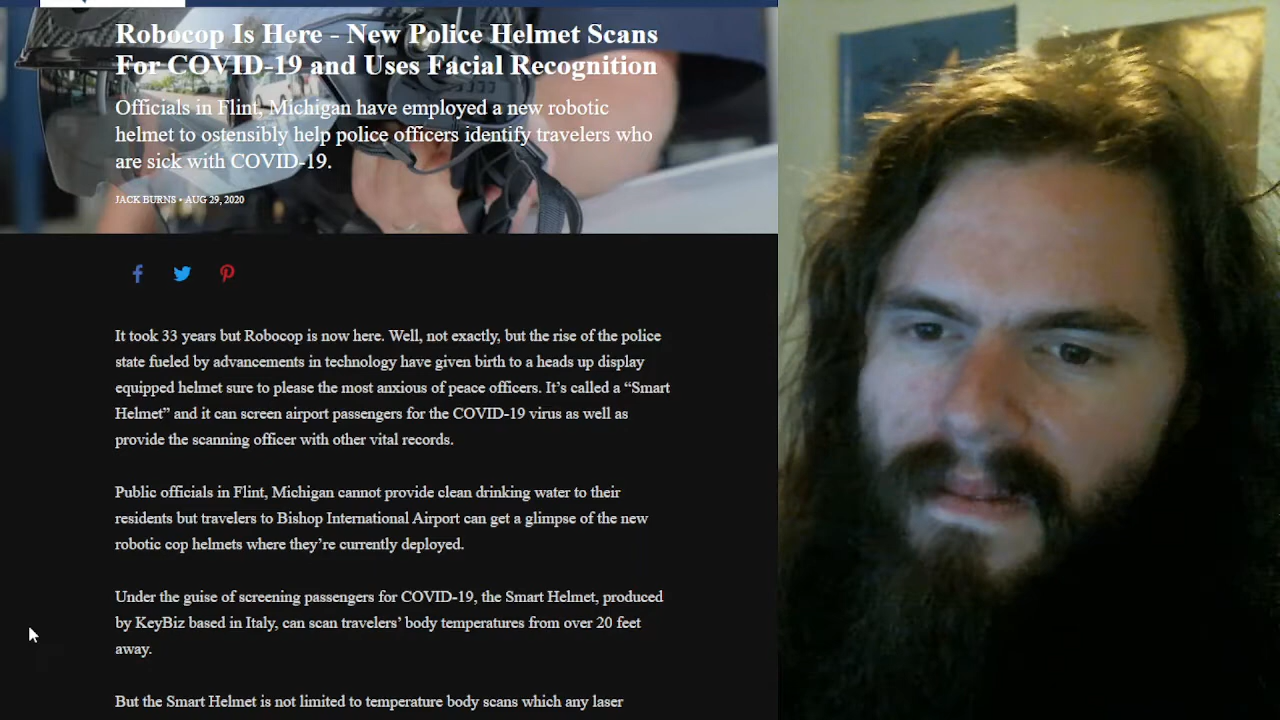 Robocop Is Here - New Police Helmet Scans
For COVID-19 and Uses Facial Recognition
Officials in Flint, Michigan have employed a new robotic
helmet to ostensibly help police officers identify travelers who
are sick with COVID-19.
JACK BURNS • AUG 29, 2020
It took 33 years but Robocop is now here. Well, not exactly, but the rise of the police
state fueled by advancements in technology have given birth to a heads up display
equipped helmet sure to please the most anxious of peace officers. It’s called a “Smart
Helmet” and it can screen airport passengers for the COVID-19 virus as well as
provide the scanning officer with other vital records.
Public officials in Flint, Michigan cannot provide clean drinking water to their
residents but travelers to Bishop International Airport can get a glimpse of the new
robotic cop helmets where they’re currently deployed.
Under the guise of screening passengers for COVID-19, the Smart Helmet, produced
by KeyBiz based in Italy, can scan travelers’ body temperatures from over 20 feet
away.
But the Smart Helmet is not limited to temperature body scans which any laser